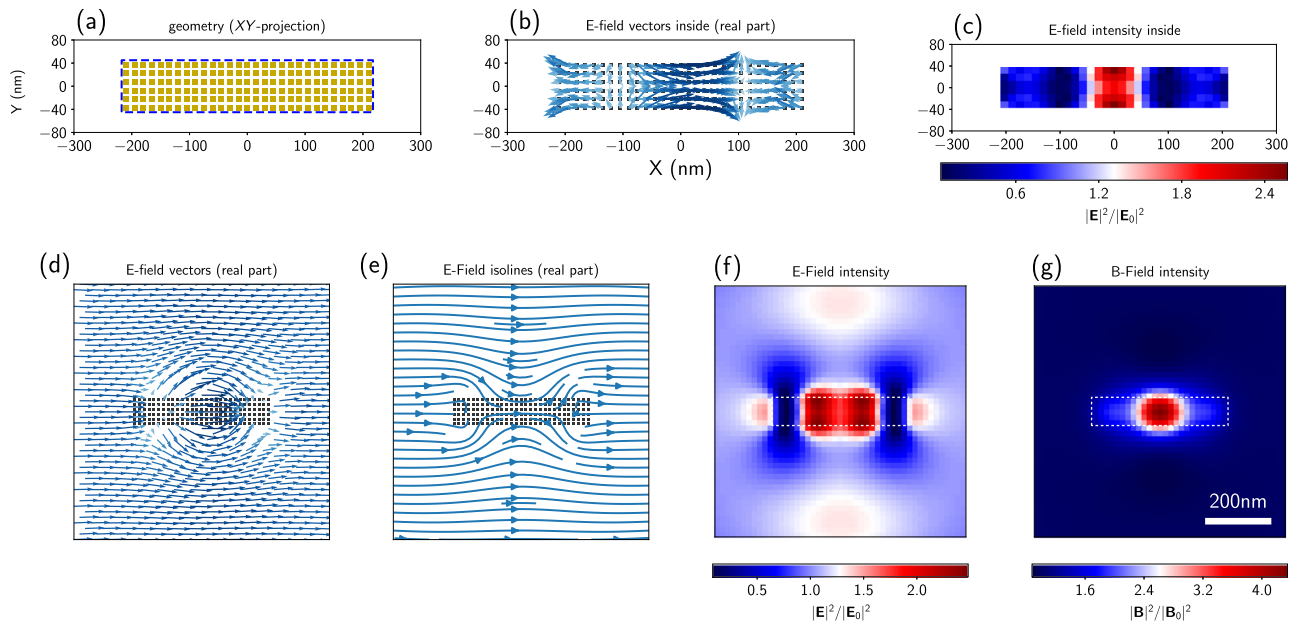 (a)
geometry (XY-projection)
Y (nm)
80
40
0
−40
−80
−300
−200
−100
0
100
200
300
(b)
E-field vectors inside (real part)
80
40
0
−40
−80
−300
−200
−100
0
100
200
300
X (nm)
(c)
E-field intensity inside
80
40
0
−40
−80
−300
−200
−100
0
100
200
300
0.6
1.2
1.8
2.4
|E|²/|E₀|²
(d)
E-field vectors (real part)
(e)
E-Field isolines (real part)
(f)
E-Field intensity
0.5
1.0
1.5
2.0
|E|²/|E₀|²
(g)
B-Field intensity
200nm
1.6
2.4
3.2
4.0
|B|²/|B₀|²